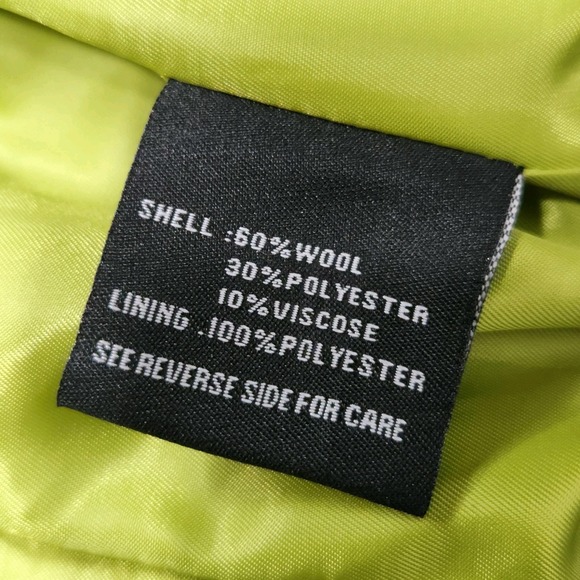 SHELL :60%WOOL
30%POLYESTER
10%VISCOSE
LINING :100%POLYESTER
SEE REVERSE SIDE FOR CARE